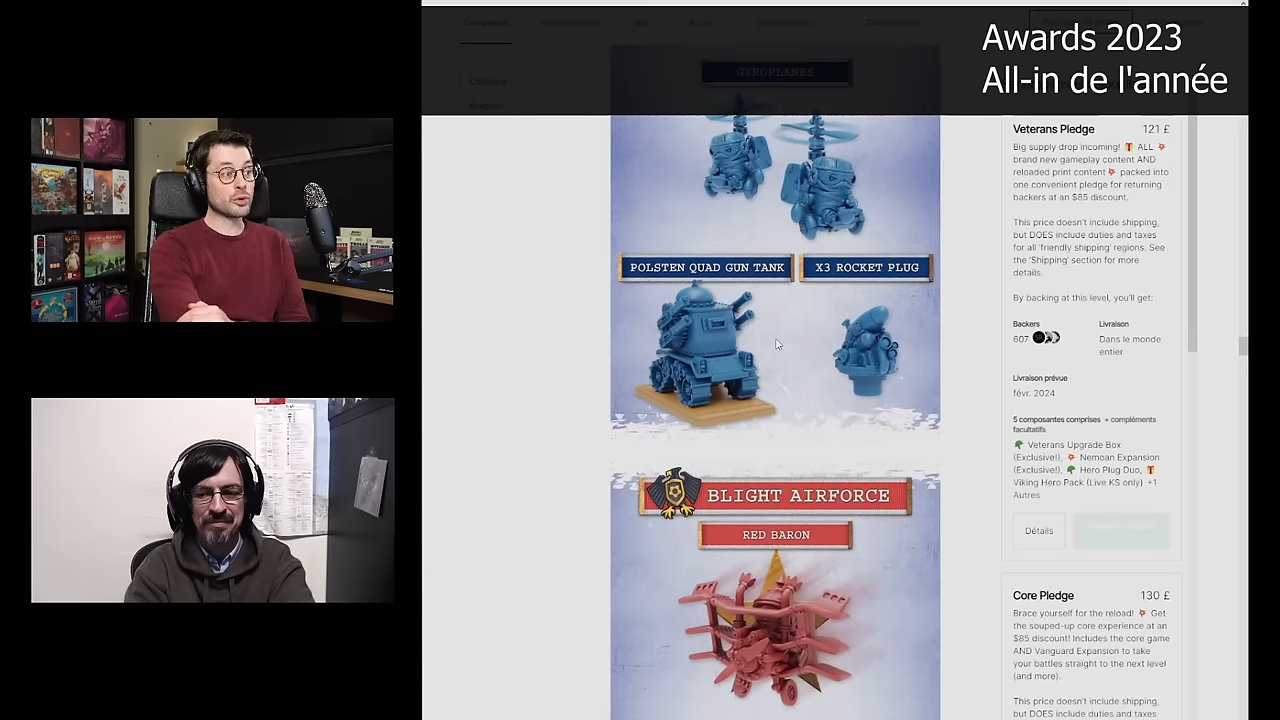 Awards 2023
All-in de l'année
GYROPLANES
POLSTEN QUAD GUN TANK
X3 ROCKET PLUG
BLIGHT AIRFORCE
RED BARON
Veterans Pledge
121 £
Big supply drop incoming! 🎁 ALL 💥
brand new gameplay content AND
reloaded print content 💥 packed into
one convenient pledge for returning
backers at an $85 discount.
This price doesn't include shipping,
but DOES include duties and taxes
for all 'friendly shipping' regions. See
the 'Shipping' section for more
details.
By backing at this level, you'll get:
Backers
607
Livraison
Dans le monde
entier
Livraison prévue
févr. 2024
5 composantes comprises + compléments
facultatifs
🪖 Veterans Upgrade Box
(Exclusive!), 💥 Nemoan Expansion
(Exclusive!), 🪖 Hero Plug Duo, 🎁
Viking Hero Pack (Live KS only) +1
Autres
Détails
Core Pledge
130 £
Brace yourself for the reload! 💥 Get
the souped-up core experience at an
$85 discount! Includes the core game
AND Vanguard Expansion to take
your battles straight to the next level
(and more).
This price doesn't include shipping,
but DOES include duties and taxes